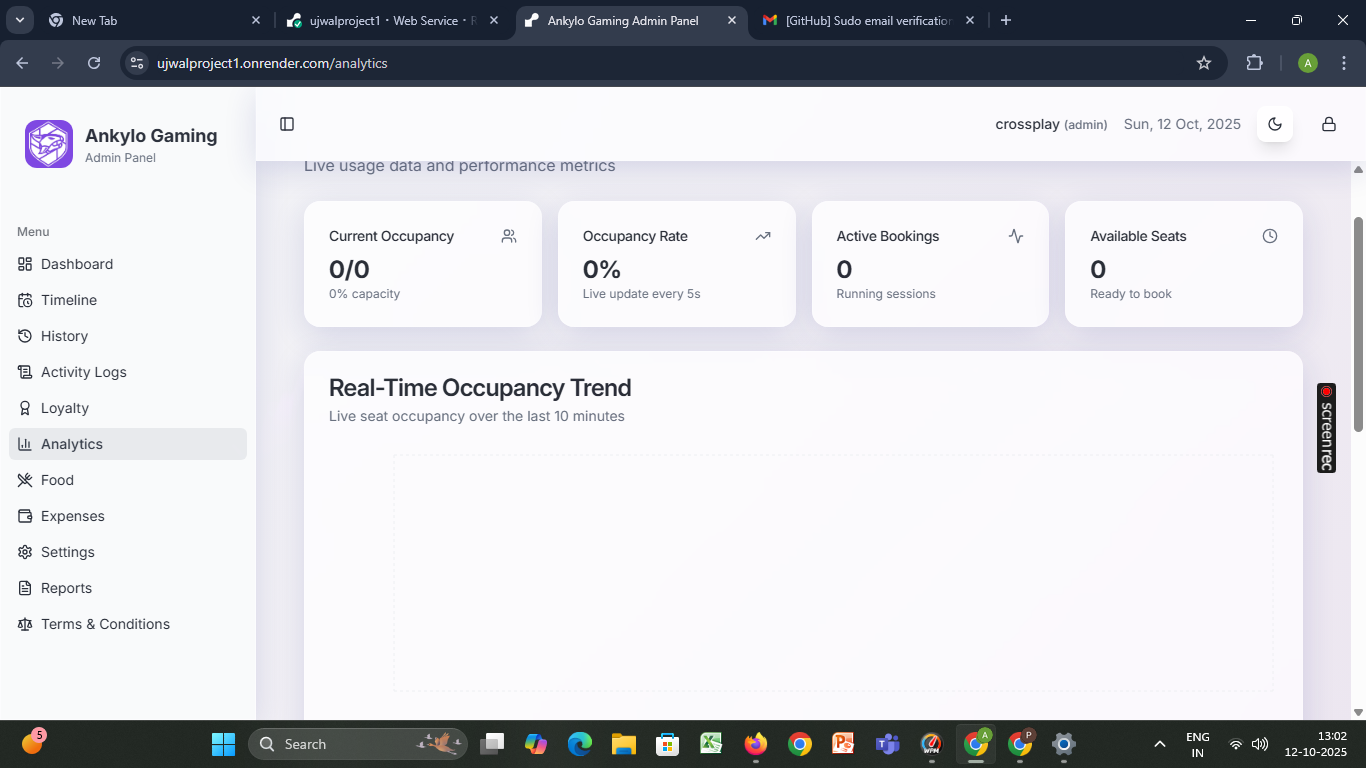 New Tab
ujwalproject1 · Web Service · R
Ankylo Gaming Admin Panel
[GitHub] Sudo email verification
ujwalproject1.onrender.com/analytics
A
Ankylo Gaming
Admin Panel
crossplay (admin)
Sun, 12 Oct, 2025
Menu
Dashboard
Timeline
History
Activity Logs
Loyalty
Analytics
Food
Expenses
Settings
Reports
Terms & Conditions
Live usage data and performance metrics
Current Occupancy
0/0
0% capacity
Occupancy Rate
0%
Live update every 5s
Active Bookings
0
Running sessions
Available Seats
0
Ready to book
Real-Time Occupancy Trend
Live seat occupancy over the last 10 minutes
screenrec
5
Search
WPM
A
P
ENG
IN
13:02
12-10-2025